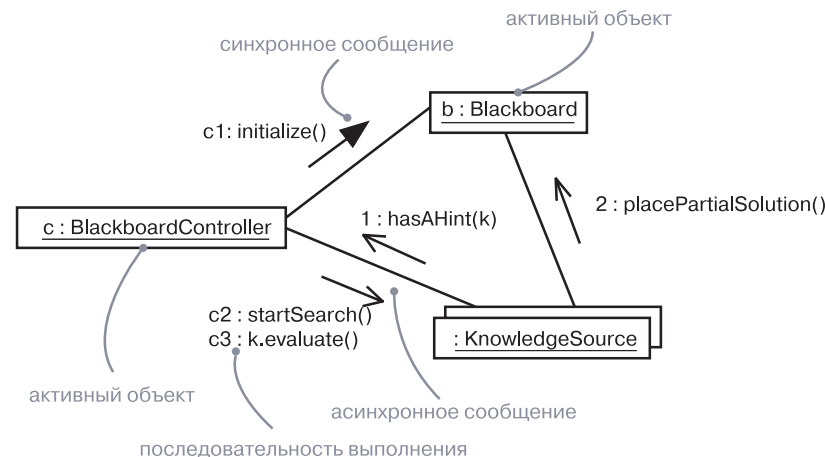 активный объект
синхронное сообщение
b : Blackboard
c1: initialize()
2 : placePartialSolution()
1 : hasAHint(k)
c : BlackboardController
c2 : startSearch()
c3 : k.evaluate()
: KnowledgeSource
активный объект
асинхронное сообщение
последовательность выполнения